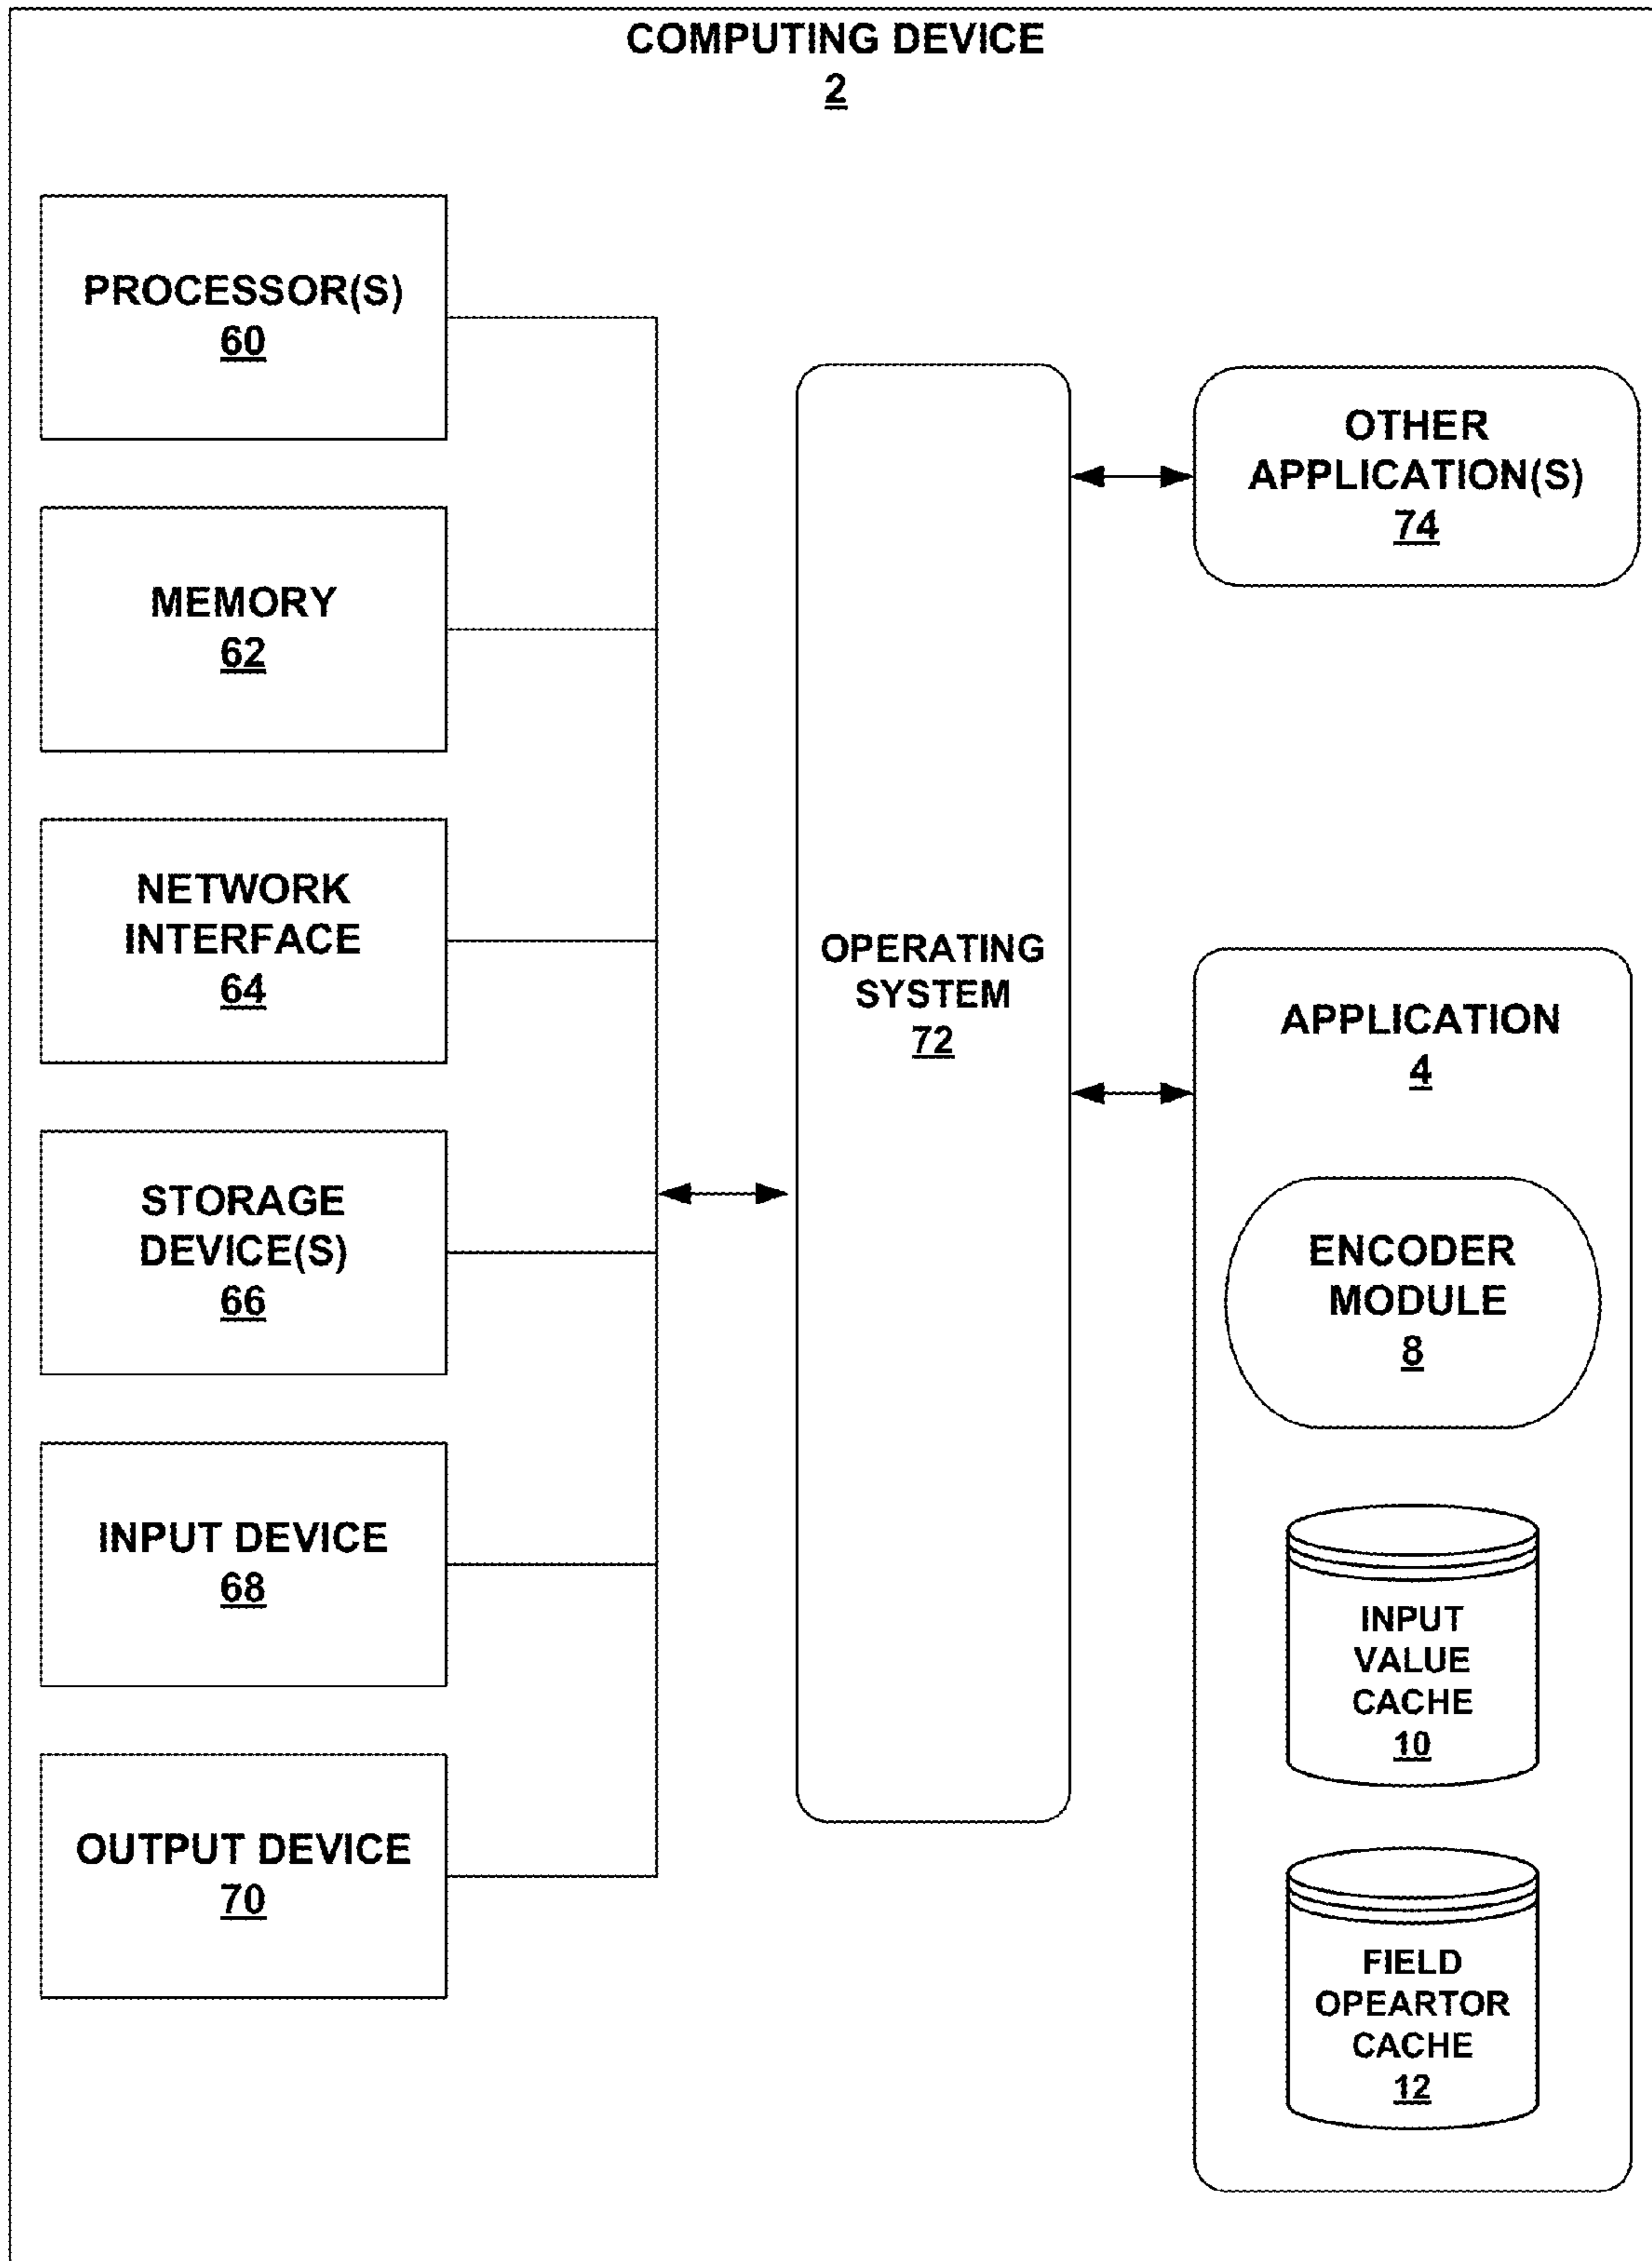 COMPUTING DEVICE
2
PROCESSOR(S)
60
MEMORY
62
NETWORK
INTERFACE
64
STORAGE
DEVICE(S)
66
INPUT DEVICE
68
OUTPUT DEVICE
70
OPERATING
SYSTEM
72
OTHER
APPLICATION(S)
74
APPLICATION
4
ENCODER
MODULE
8
INPUT
VALUE
CACHE
10
FIELD
OPEARTOR
CACHE
12